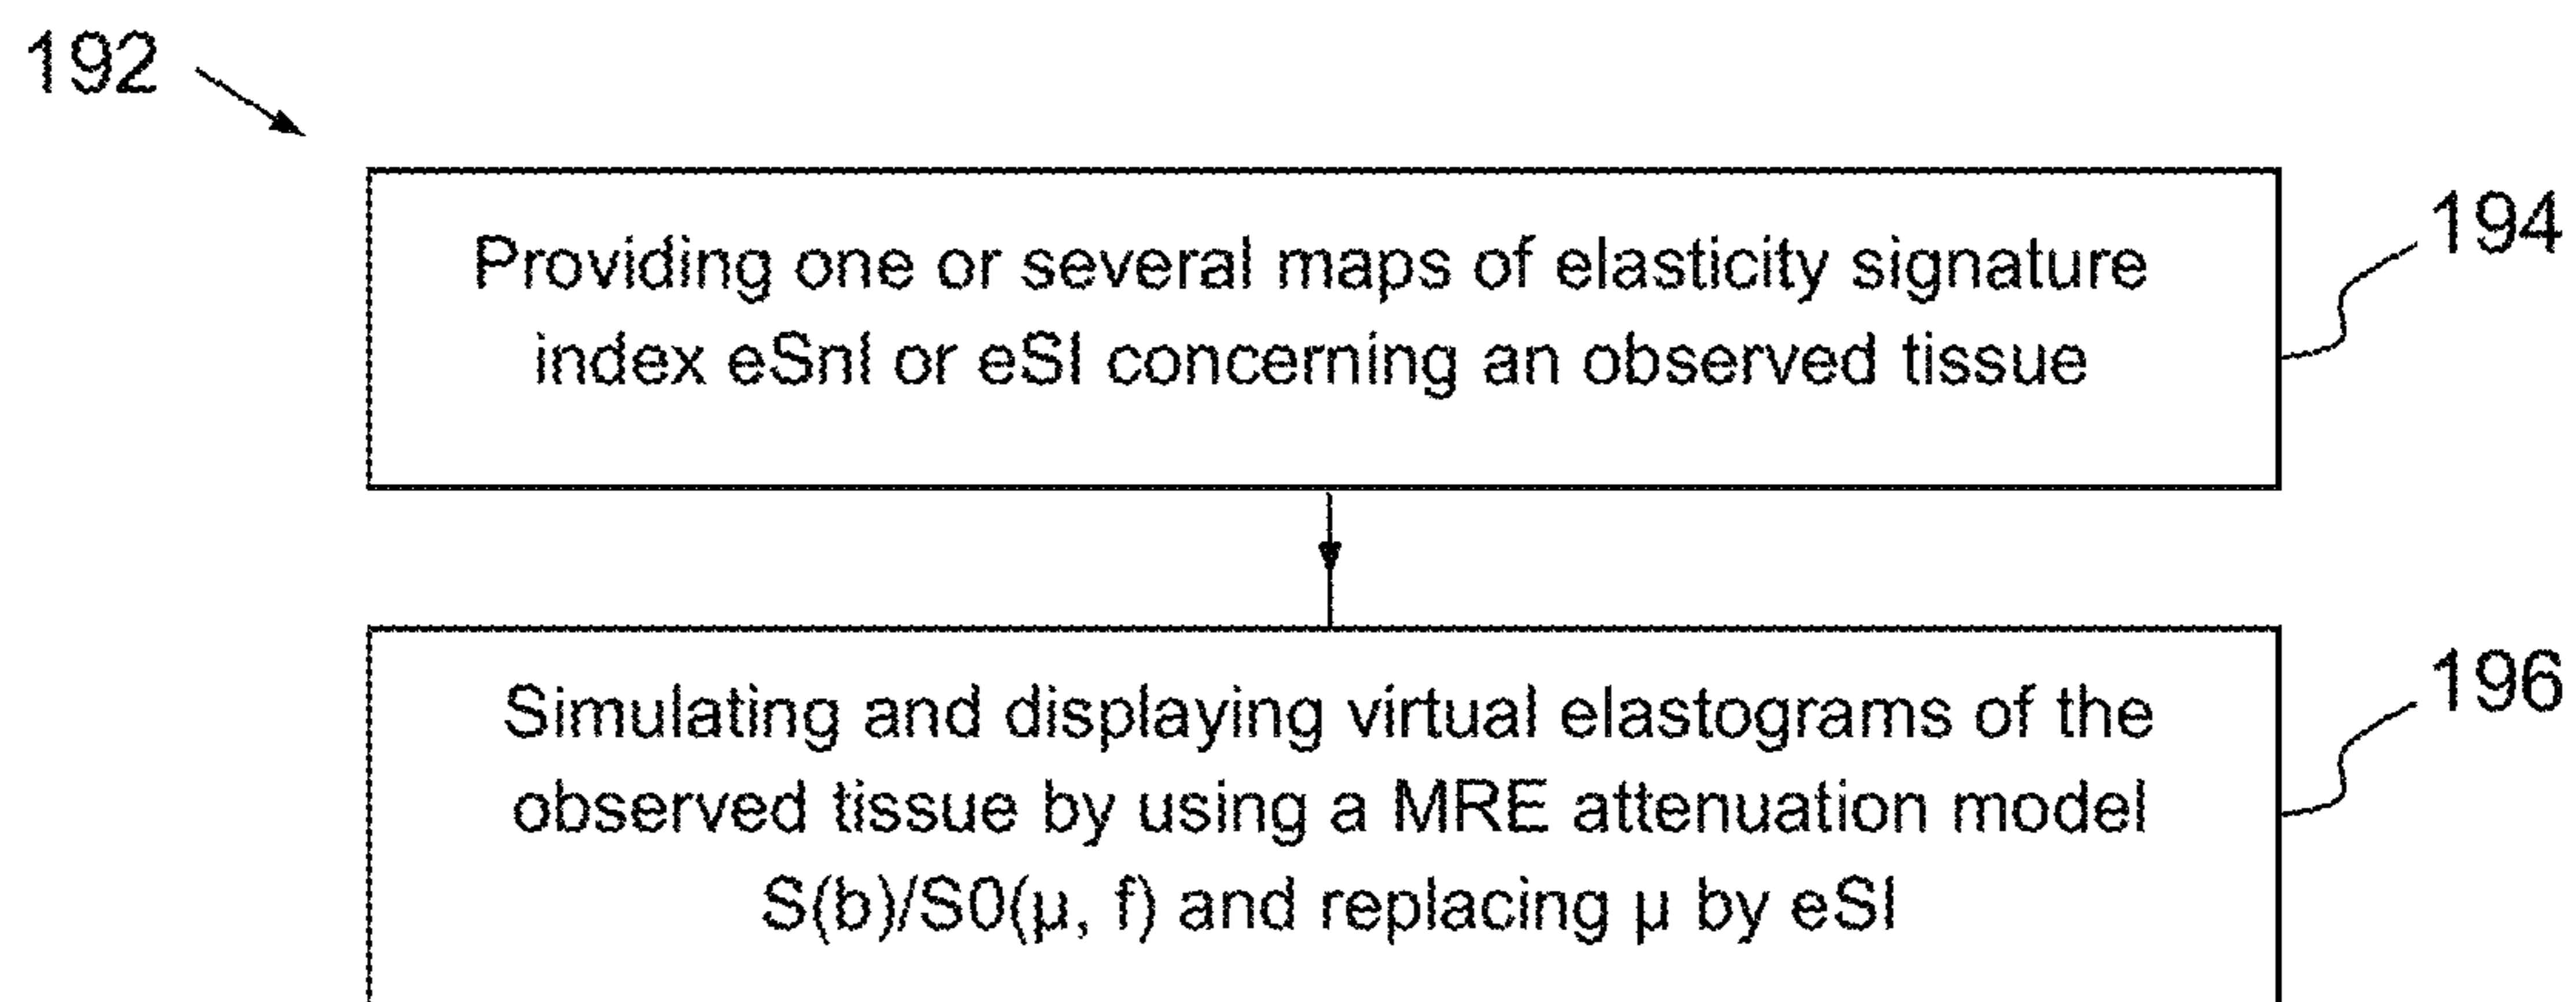 192
Providing one or several maps of elasticity signature
194
index eSnI or eSI concerning an observed tissue
Simulating and displaying virtual elastograms of the
196
observed tissue by using a MRE attenuation model
S(b)/S0(μ, f) and replacing μ by eSI